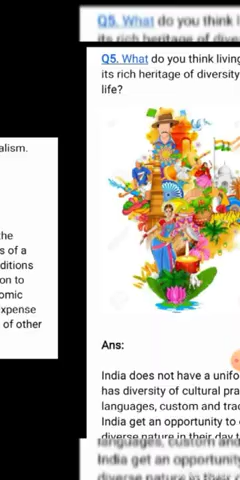 Q5. What do you think l
its rich heritage of dive
Q5. What do you think living
its rich heritage of diversity
life?
alism.
the
s of a
ditions
on to
omic
xpense
of other
Ans:
India does not have a unifo
has diversity of cultural pra
languages, custom and trad
India get an opportunity to
diverse nature in their day
languages, custom and
India get an opportunity
diverse nature in their